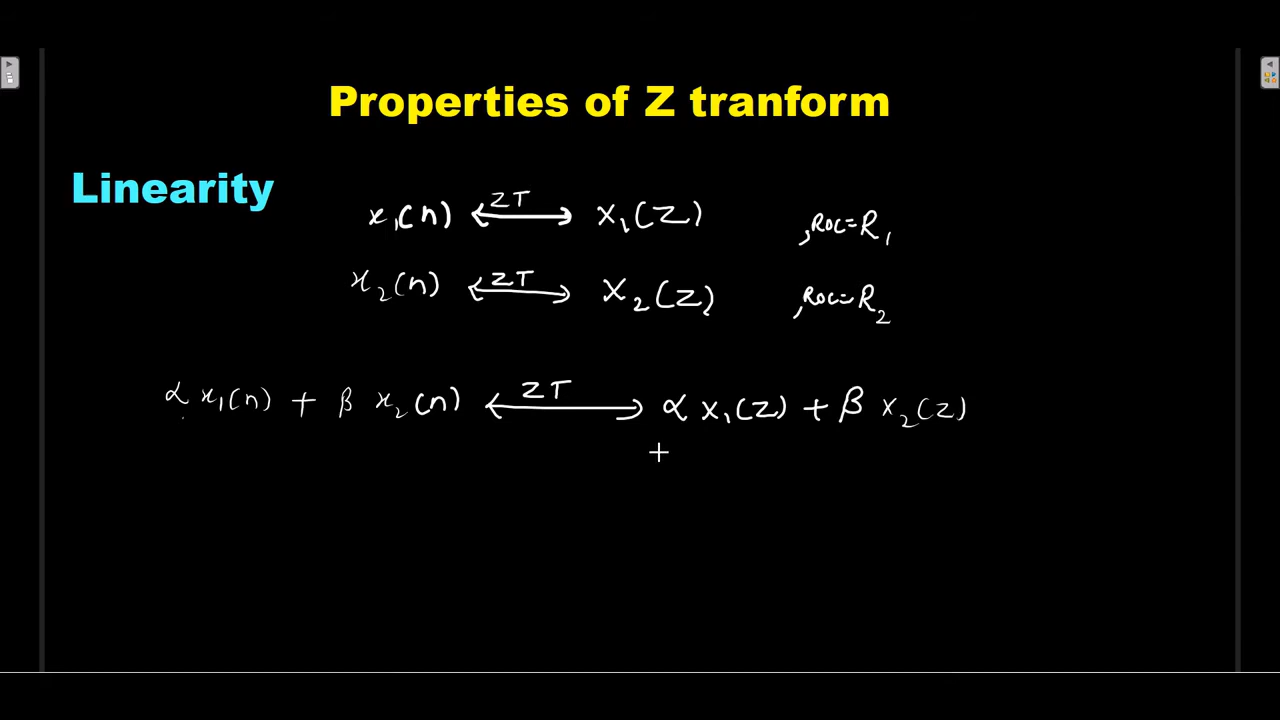 Properties of Z tranform
Linearity
x₁(n) ⟷ ZT X₁(Z) ,ROC=R₁
x₂(n) ⟷ ZT X₂(Z) ,ROC=R₂
α x₁(n) + β x₂(n) ⟷ ZT α X₁(Z) + β X₂(Z)